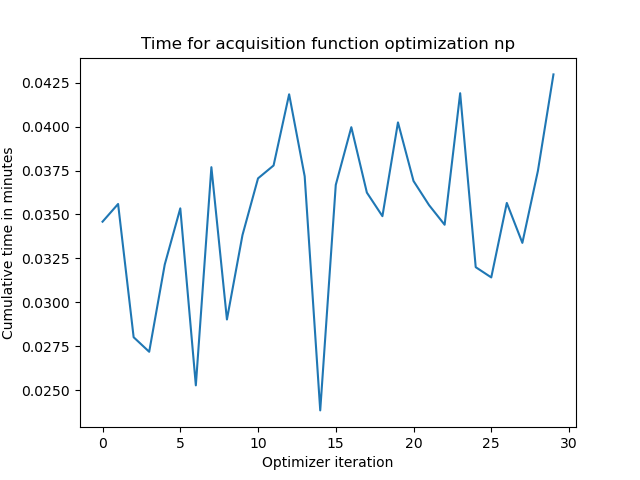 Time for acquisition function optimization np
Cumulative time in minutes
0.0425
0.0400
0.0375
0.0350
0.0325
0.0300
0.0275
0.0250
0 5 10 15 20 25 30
Optimizer iteration